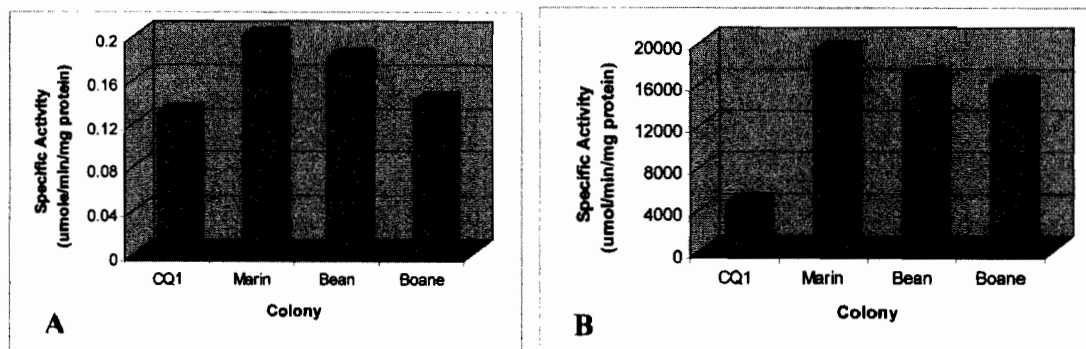 Specific Activity
(umole/min/mg protein)
0.2
0.16
0.12
0.08
0.04
0
CQ1 Marin Bean Boane
Colony
A
Specific Activity
(umol/min/mg protein)
20000
16000
12000
8000
4000
0
CQ1 Marin Bean Boane
Colony
B